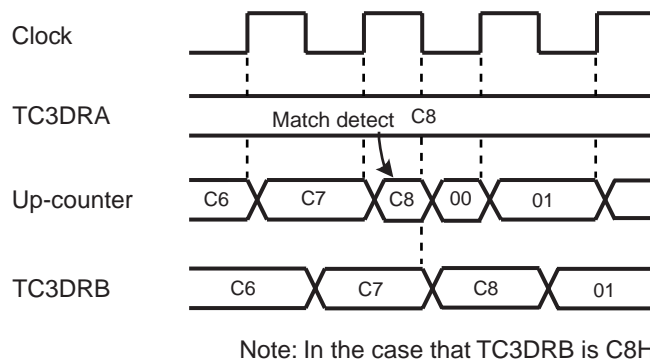 Clock
TC3DRA
Match detect C8
Up-counter C6 C7 C8 00 01
TC3DRB C6 C7 C8 01
Note: In the case that TC3DRB is C8H